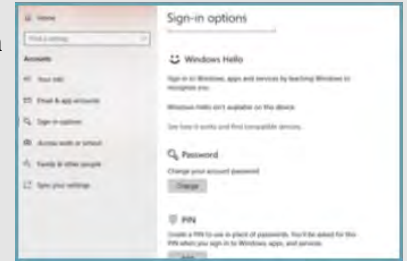 Home
Find a setting
Accounts
Your info
Email & app accounts
Sign-in options
Access work or school
Family & other people
Sync your settings
Sign-in options
Windows Hello
Sign in to Windows, apps and services by teaching Windows to
recognize you.
Windows Hello isn't available on this device.
See how it works and find compatible devices.
Password
Change your account password
Change
PIN
Create a PIN to use in place of passwords. You'll be asked for this
PIN when you sign in to Windows, apps, and services.